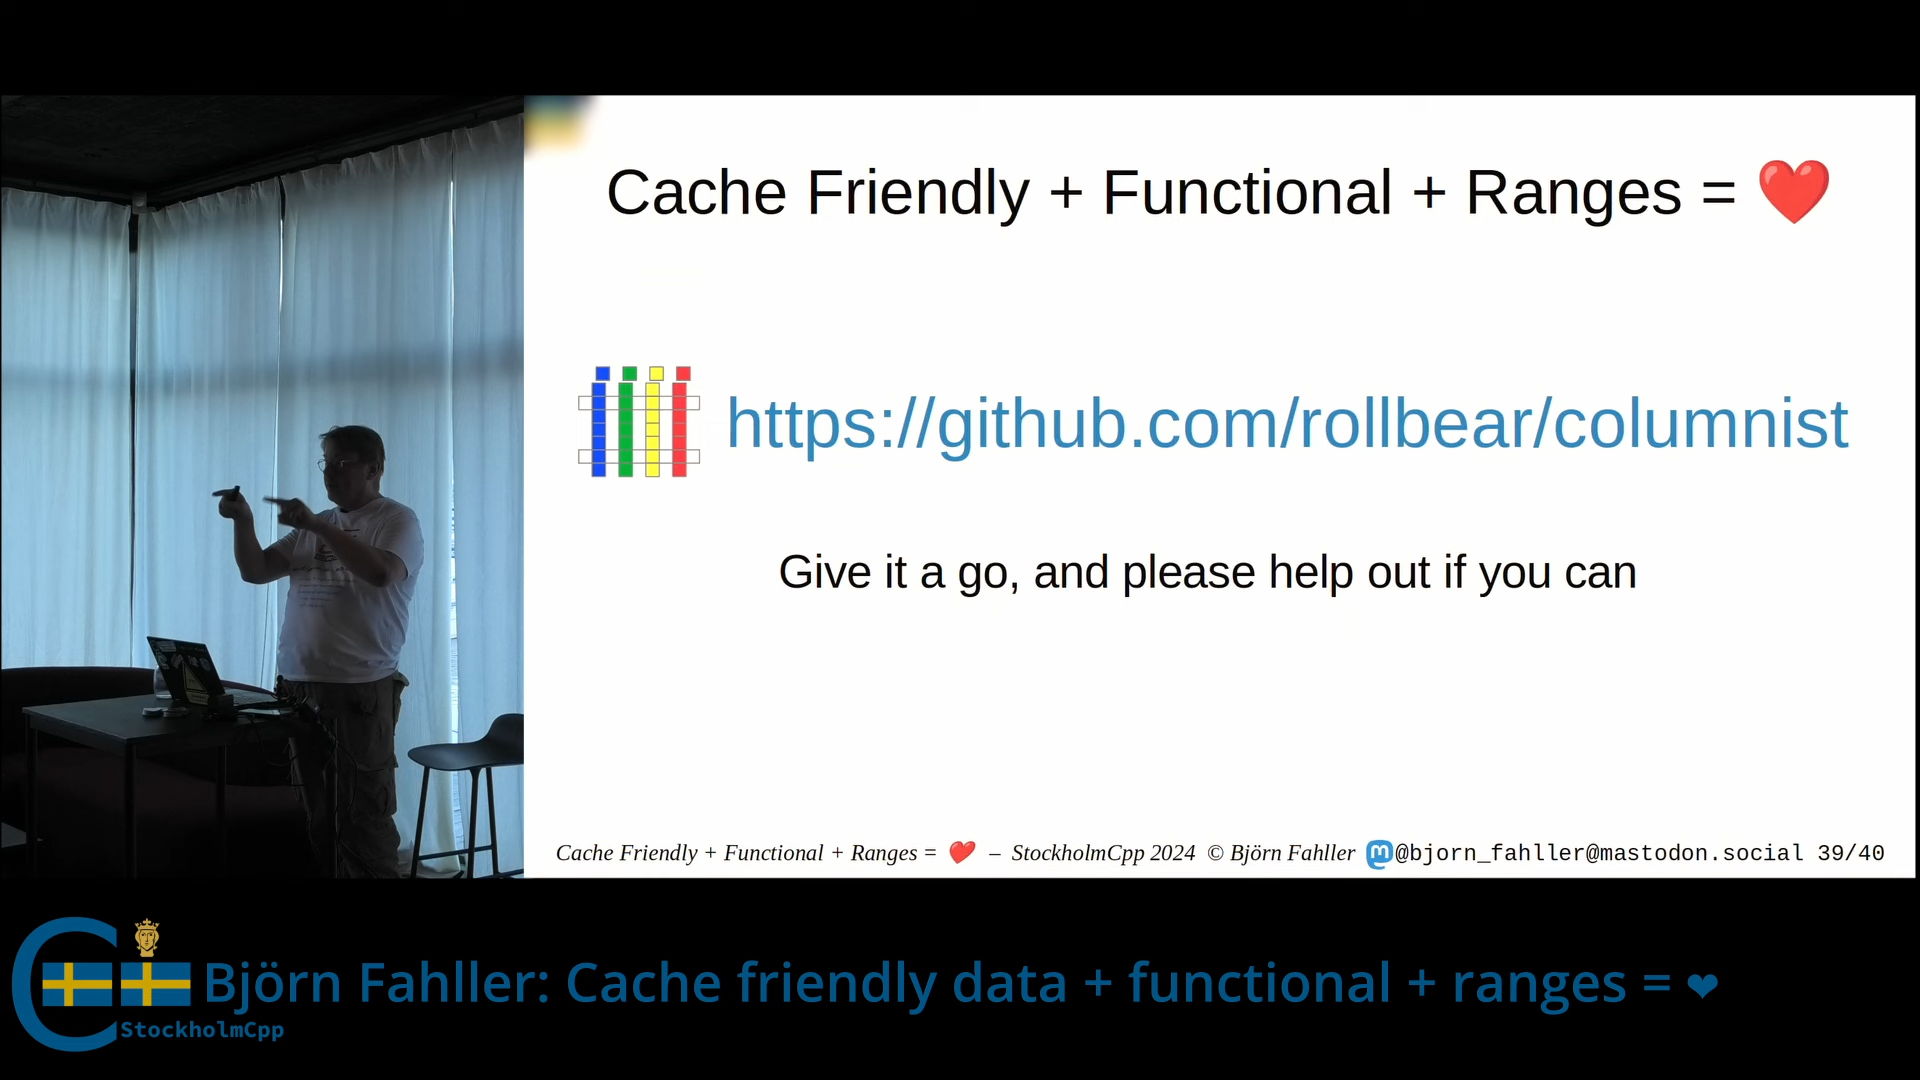 Cache Friendly + Functional + Ranges = ❤️
https://github.com/rollbear/columnist
Give it a go, and please help out if you can
Cache Friendly + Functional + Ranges = ❤️ – StockholmCpp 2024 © Björn Fahller @bjorn_fahller@mastodon.social 39/40
Björn Fahller: Cache friendly data + functional + ranges = ❤
StockholmCpp